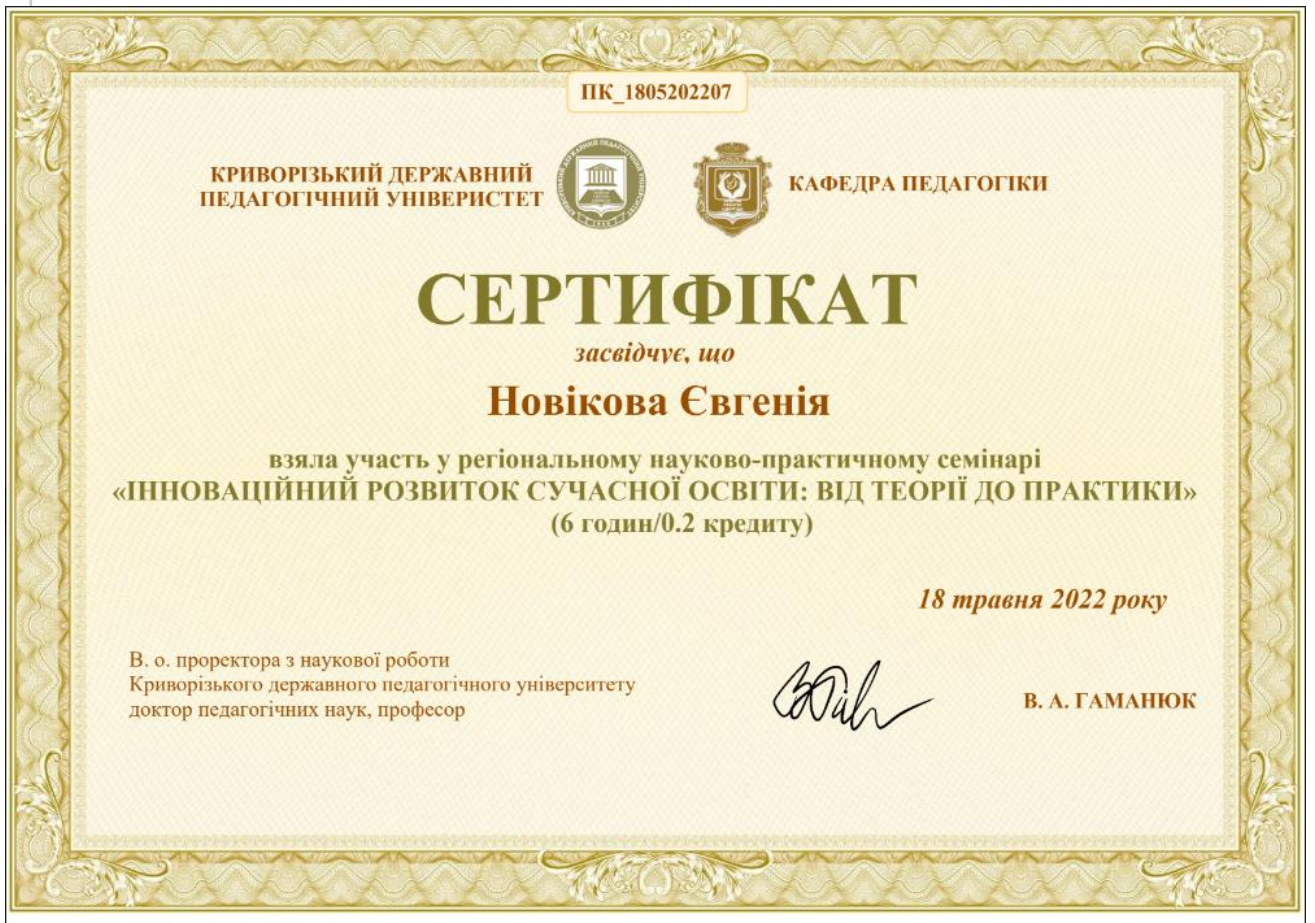 ПК_1805202207
КРИВОРІЗЬКИЙ ДЕРЖАВНИЙ
ПЕДАГОГІЧНИЙ УНІВЕРИСТЕТ
КАФЕДРА ПЕДАГОГІКИ
СЕРТИФІКАТ
засвідчує, що
Новікова Євгенія
взяла участь у регіональному науково-практичному семінарі
«ІННОВАЦІЙНИЙ РОЗВИТОК СУЧАСНОЇ ОСВІТИ: ВІД ТЕОРІЇ ДО ПРАКТИКИ»
(6 годин/0.2 кредиту)
18 травня 2022 року
В. о. проректора з наукової роботи
Криворізького державного педагогічного університету
доктор педагогічних наук, професор
В. А. ГАМАНЮК